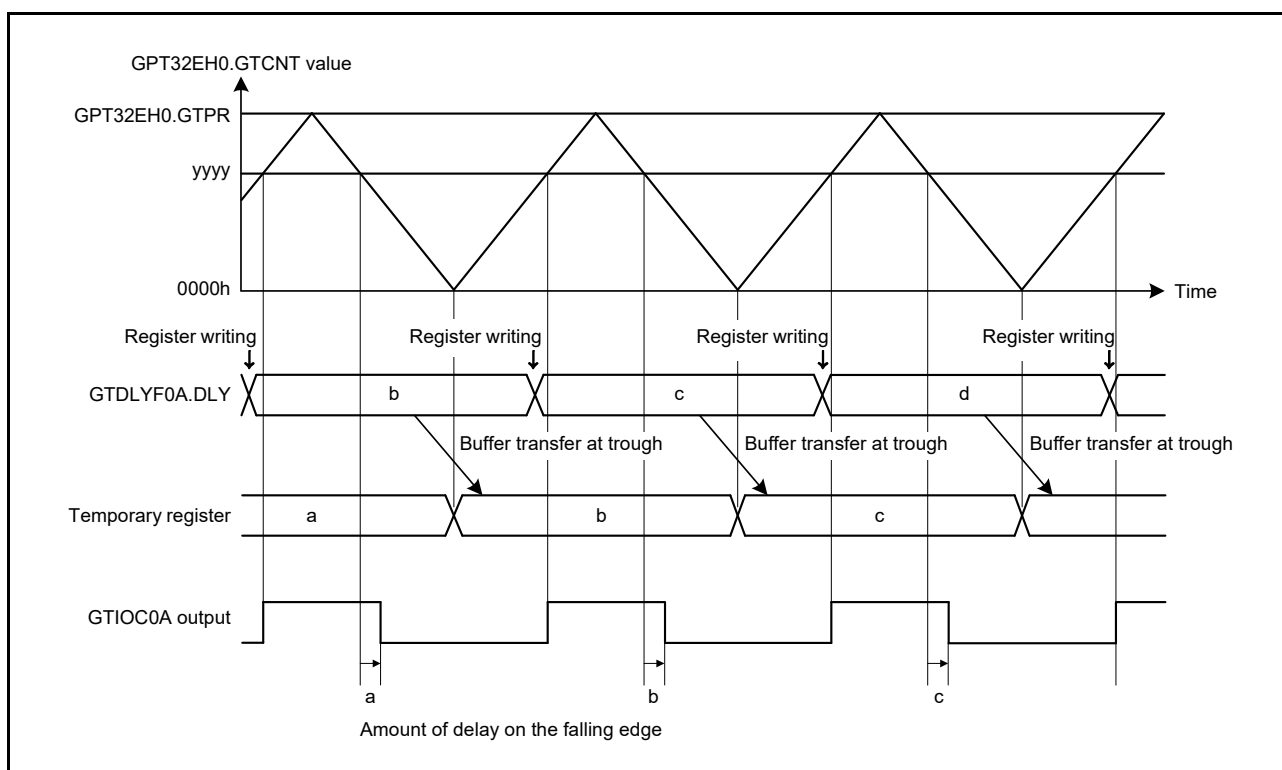 GPT32EH0.GTCNT value
GPT32EH0.GTPR
yyyy
0000h
Time
Register writing Register writing Register writing Register writing
GTDLYF0A.DLY b c d
Buffer transfer at trough Buffer transfer at trough Buffer transfer at trough
Temporary register a b c
GTIOC0A output
a b c
Amount of delay on the falling edge